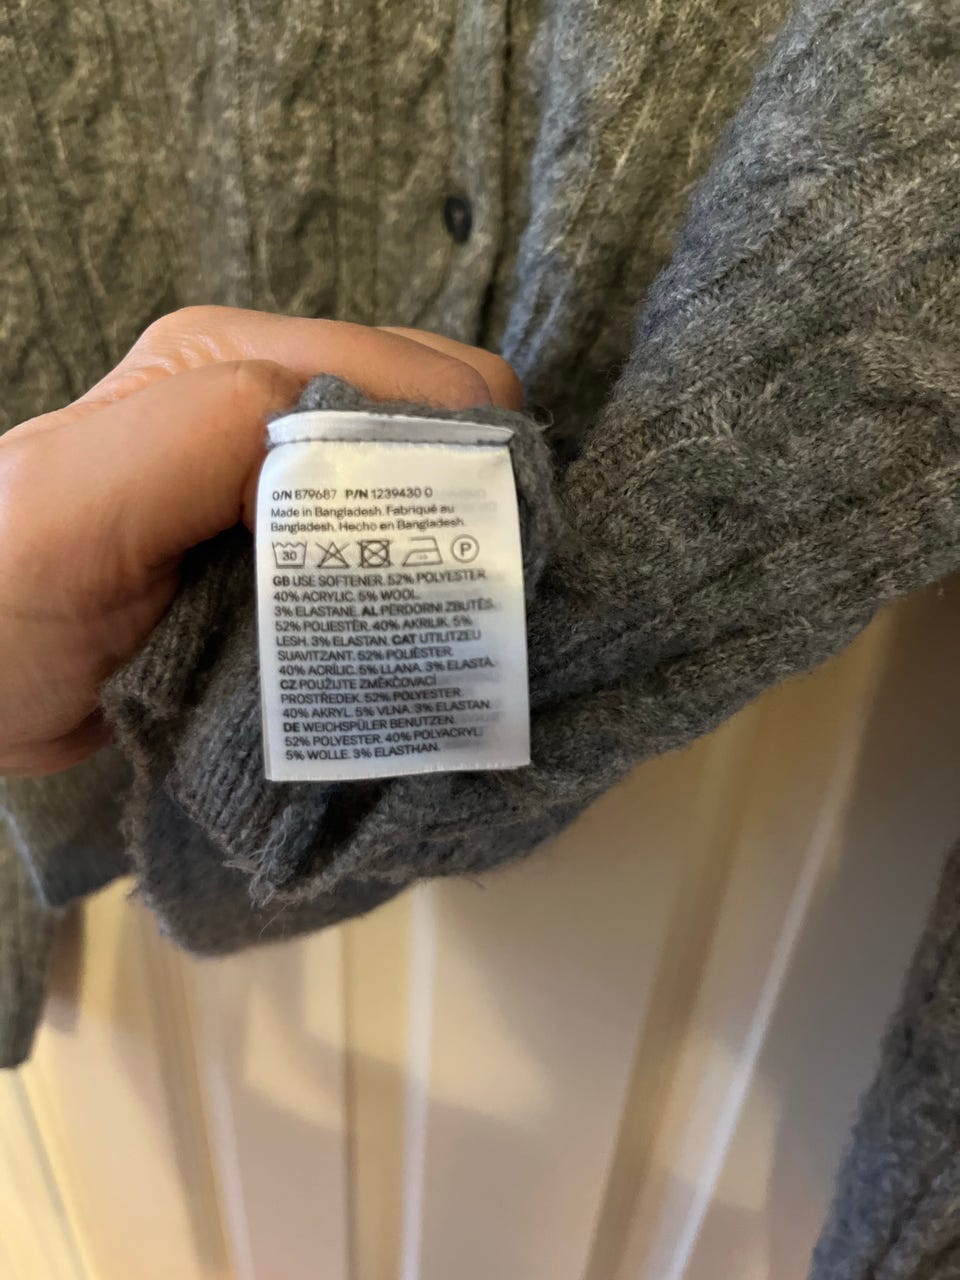 O/N 879687 P/N 1239430 0
Made in Bangladesh. Fabriqué au
Bangladesh. Hecho en Bangladesh.
30 P
GB USE SOFTENER. 52% POLYESTER.
40% ACRYLIC. 5% WOOL.
3% ELASTANE. AL PËRDORNI ZBUTËS.
52% POLIESTËR. 40% AKRILIK. 5%
LESH. 3% ELASTAN. CAT UTILITZEU
SUAVITZANT. 52% POLIÈSTER.
40% ACRÍLIC. 5% LLANA. 3% ELASTÀ.
CZ POUŽIJTE ZMĚKČOVACÍ
PROSTŘEDEK. 52% POLYESTER.
40% AKRYL. 5% VLNA. 3% ELASTAN.
DE WEICHSPÜLER BENUTZEN.
52% POLYESTER. 40% POLYACRYL.
5% WOLLE. 3% ELASTHAN.